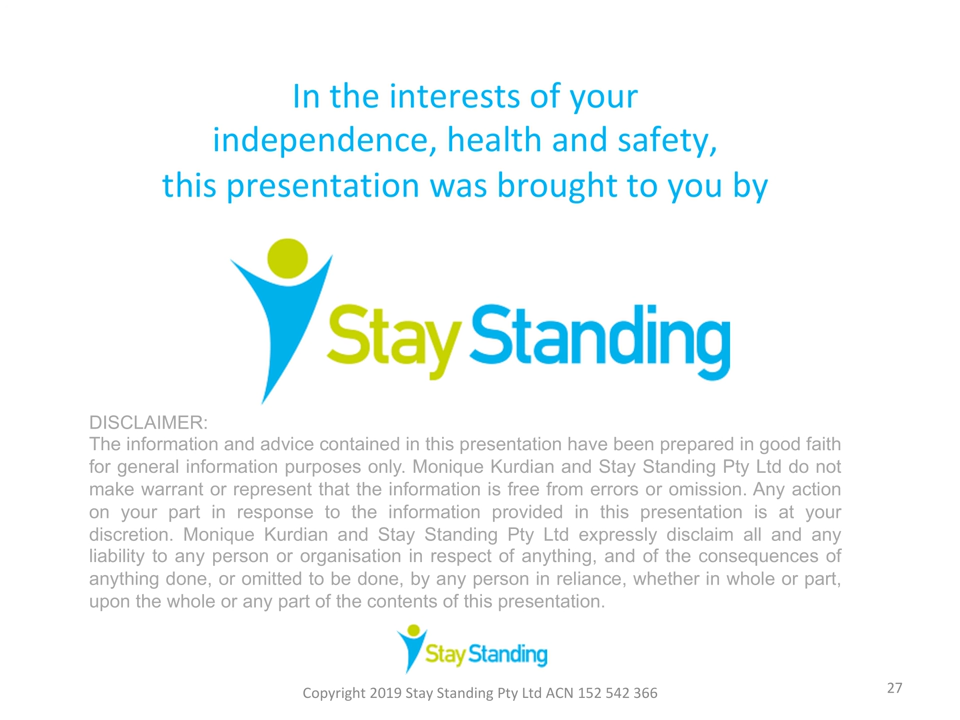 In the interests of your
independence, health and safety,
this presentation was brought to you by
Stay Standing
DISCLAIMER:
The information and advice contained in this presentation have been prepared in good faith
for general information purposes only. Monique Kurdian and Stay Standing Pty Ltd do not
make warrant or represent that the information is free from errors or omission. Any action
on your part in response to the information provided in this presentation is at your
discretion. Monique Kurdian and Stay Standing Pty Ltd expressly disclaim all and any
liability to any person or organisation in respect of anything, and of the consequences of
anything done, or omitted to be done, by any person in reliance, whether in whole or part,
upon the whole or any part of the contents of this presentation.
Stay Standing
Copyright 2019 Stay Standing Pty Ltd ACN 152 542 366
27